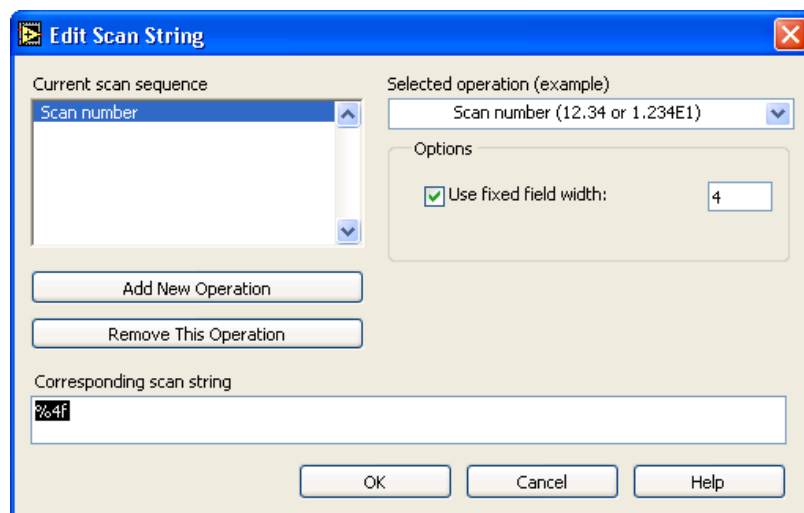 Edit Scan String
Current scan sequence
Scan number
Selected operation (example)
Scan number (12.34 or 1.234E1)
Options
Use fixed field width: 4
Add New Operation
Remove This Operation
Corresponding scan string
%4f
OK Cancel Help